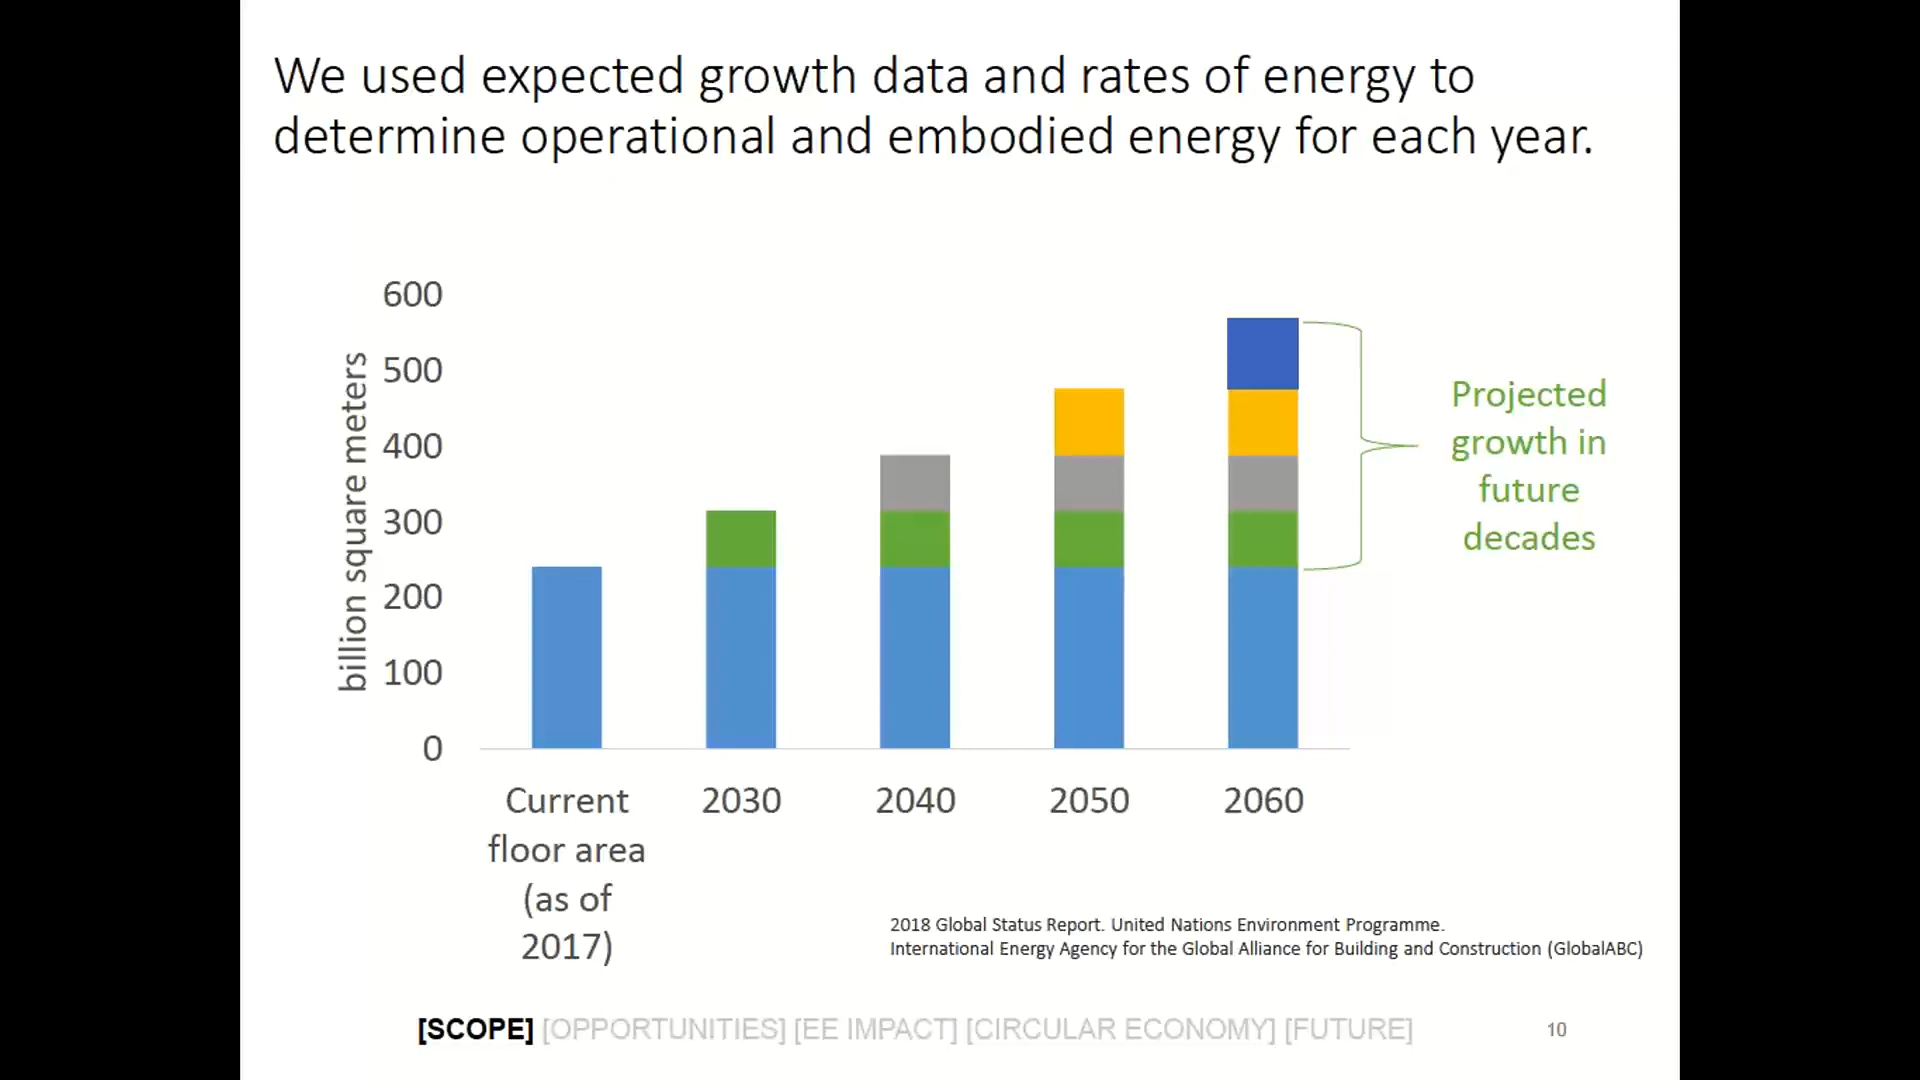 We used expected growth data and rates of energy to
determine operational and embodied energy for each year.
600
500
400
300
200
100
0
billion square meters
Current
floor area
(as of
2017)
2030
2040
2050
2060
Projected
growth in
future
decades
2018 Global Status Report. United Nations Environment Programme.
International Energy Agency for the Global Alliance for Building and Construction (GlobalABC)
[SCOPE] [OPPORTUNITIES] [EE IMPACT] [CIRCULAR ECONOMY] [FUTURE]
10